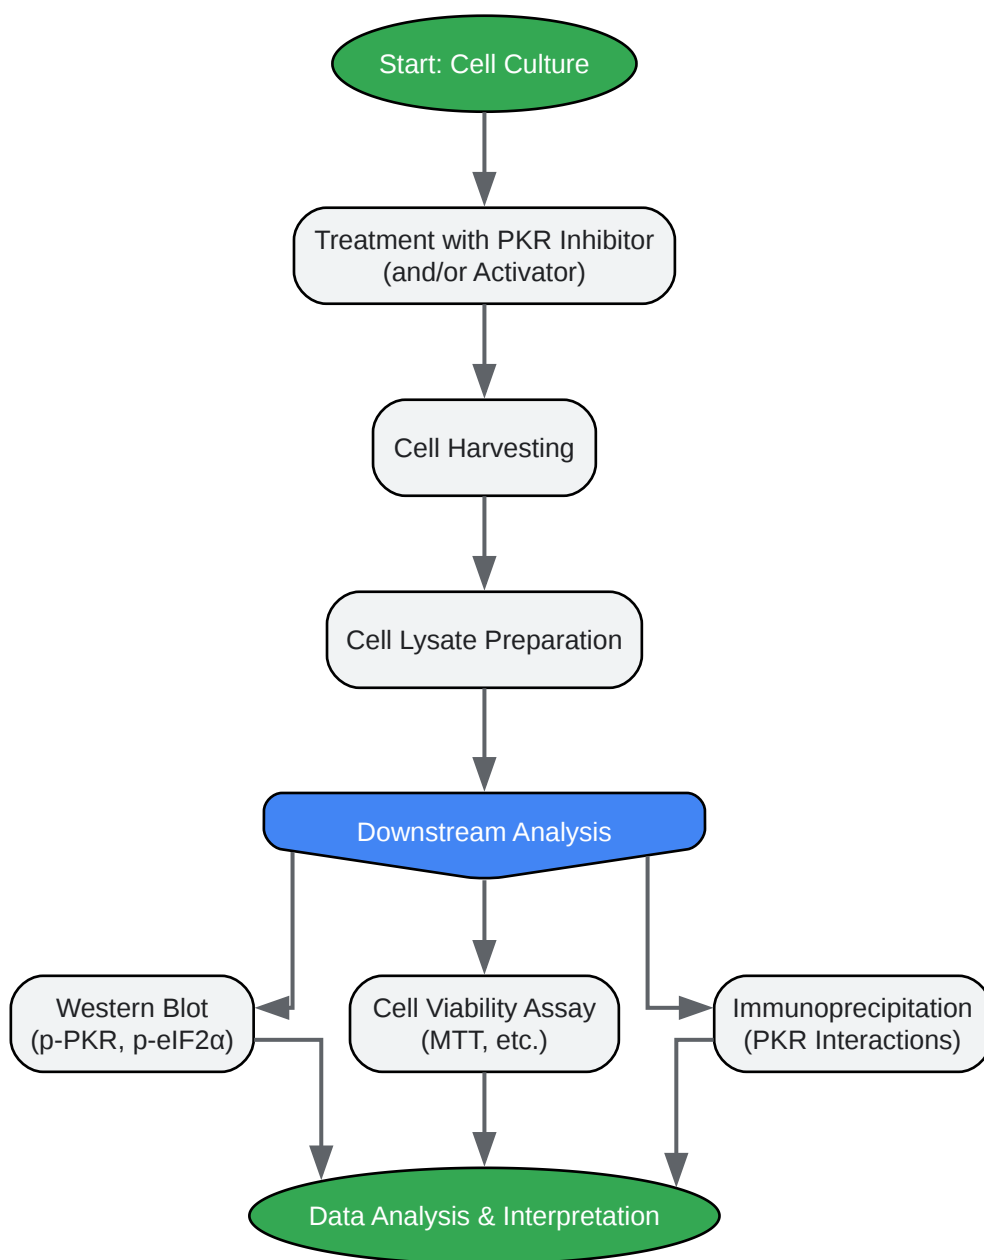 Start: Cell Culture
Treatment with PKR Inhibitor
(and/or Activator)
Cell Harvesting
Cell Lysate Preparation
Downstream Analysis
Western Blot
(p-PKR, p-eIF2α)
Cell Viability Assay
(MTT, etc.)
Immunoprecipitation
(PKR Interactions)
Data Analysis & Interpretation